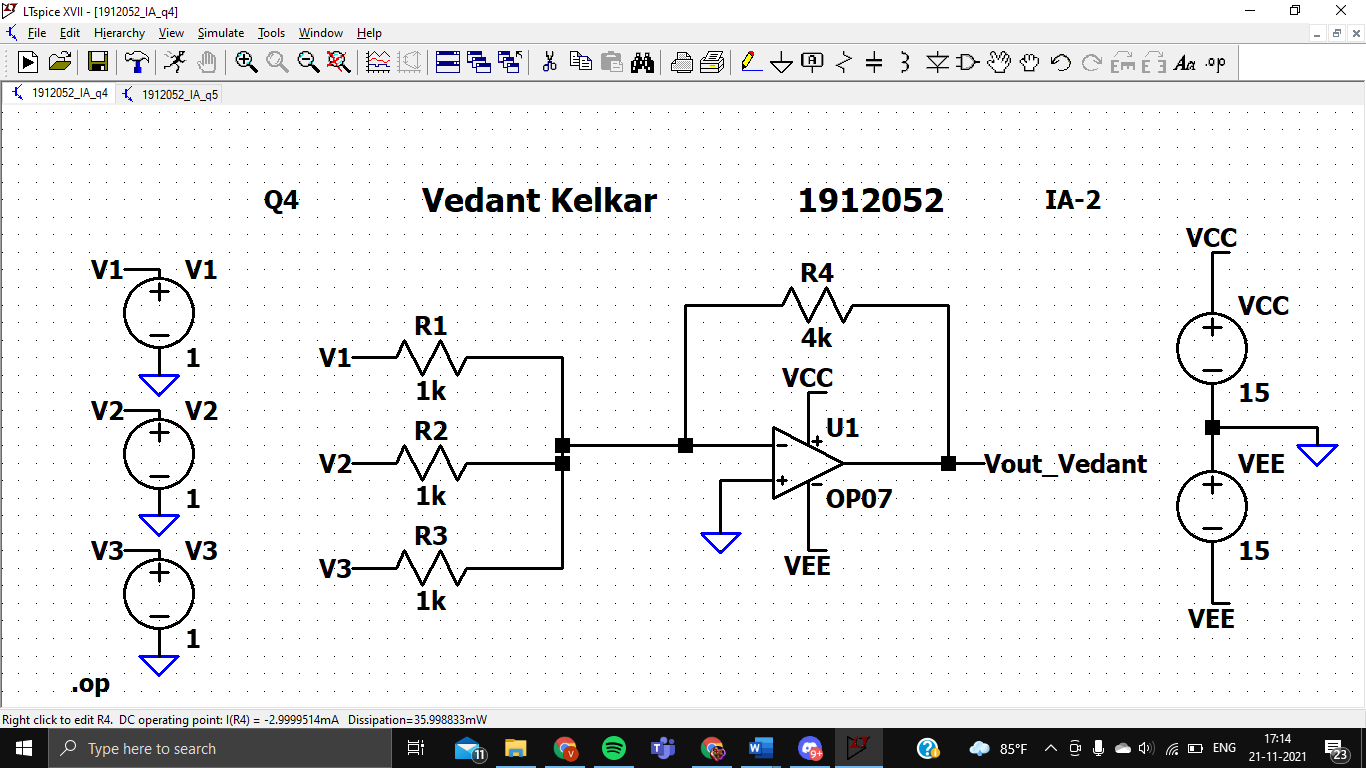 LTspice XVII - [1912052_IA_q4]
File Edit Hierarchy View Simulate Tools Window Help
.op
1912052_IA_q4 1912052_IA_q5
Q4 Vedant Kelkar 1912052 IA-2
VCC
V1 V1
R4
VCC
R1
4k
V1
1
1k
VCC
15
V2 V2
R2
U1
V2
Vout_Vedant
VEE
1
1k
OP07
R3
V3 V3
15
V3
VEE
1k
VEE
1
.op
Right click to edit R4. DC operating point: I(R4) = -2.9999514mA Dissipation=35.998833mW
Type here to search
11
9+
85°F
ENG
17:14
21-11-2021
23